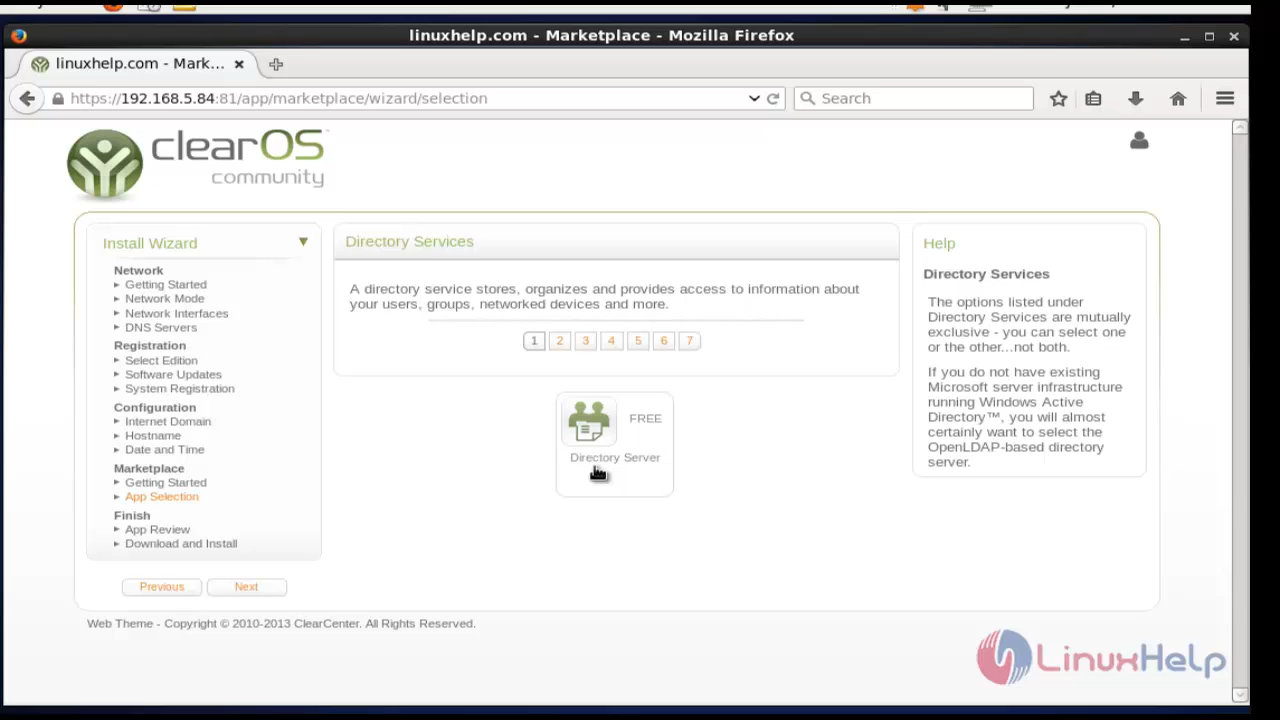 linuxhelp.com - Marketplace - Mozilla Firefox
linuxhelp.com - Mark...
https://192.168.5.84:81/app/marketplace/wizard/selection
Search
clearOS
community
Install Wizard
Network
Getting Started
Network Mode
Network Interfaces
DNS Servers
Registration
Select Edition
Software Updates
System Registration
Configuration
Internet Domain
Hostname
Date and Time
Marketplace
Getting Started
App Selection
Finish
App Review
Download and Install
Previous
Next
Directory Services
A directory service stores, organizes and provides access to information about
your users, groups, networked devices and more.
1 2 3 4 5 6 7
FREE
Directory Server
Help
Directory Services
The options listed under
Directory Services are mutually
exclusive - you can select one
or the other...not both.
If you do not have existing
Microsoft server infrastructure
running Windows Active
Directory™, you will almost
certainly want to select the
OpenLDAP-based directory
server.
Web Theme - Copyright © 2010-2013 ClearCenter. All Rights Reserved.
LinuxHelp